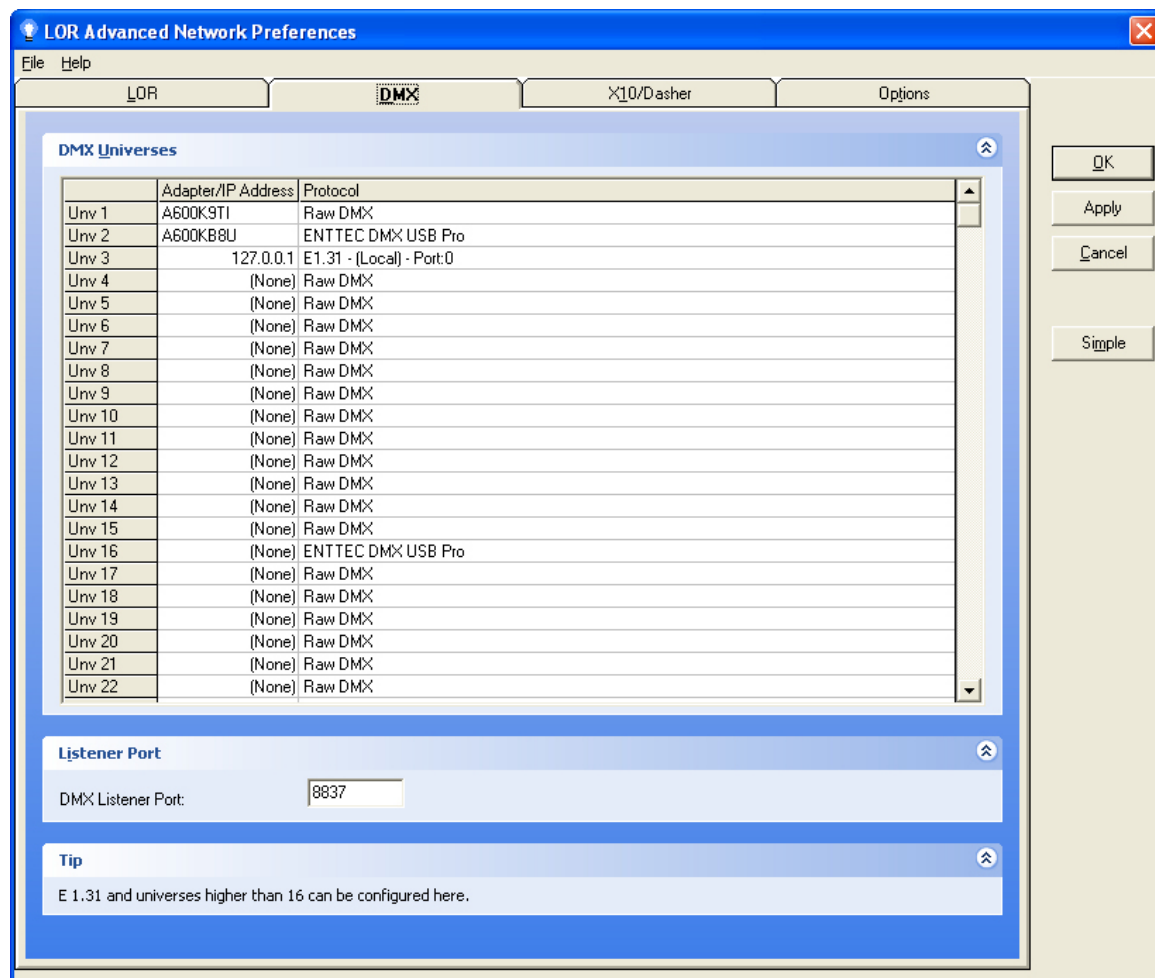 LOR Advanced Network Preferences
File Help
LOR DMX X10/Dasher Options
DMX Universes
Adapter/IP Address Protocol
Unv 1 A600K9TI Raw DMX
Unv 2 A600KB8U ENTTEC DMX USB Pro
Unv 3 127.0.0.1 E1.31 - (Local) - Port:0
Unv 4 (None) Raw DMX
Unv 5 (None) Raw DMX
Unv 6 (None) Raw DMX
Unv 7 (None) Raw DMX
Unv 8 (None) Raw DMX
Unv 9 (None) Raw DMX
Unv 10 (None) Raw DMX
Unv 11 (None) Raw DMX
Unv 12 (None) Raw DMX
Unv 13 (None) Raw DMX
Unv 14 (None) Raw DMX
Unv 15 (None) Raw DMX
Unv 16 (None) ENTTEC DMX USB Pro
Unv 17 (None) Raw DMX
Unv 18 (None) Raw DMX
Unv 19 (None) Raw DMX
Unv 20 (None) Raw DMX
Unv 21 (None) Raw DMX
Unv 22 (None) Raw DMX
Listener Port
DMX Listener Port: 8837
Tip
E 1.31 and universes higher than 16 can be configured here.
OK
Apply
Cancel
Simple